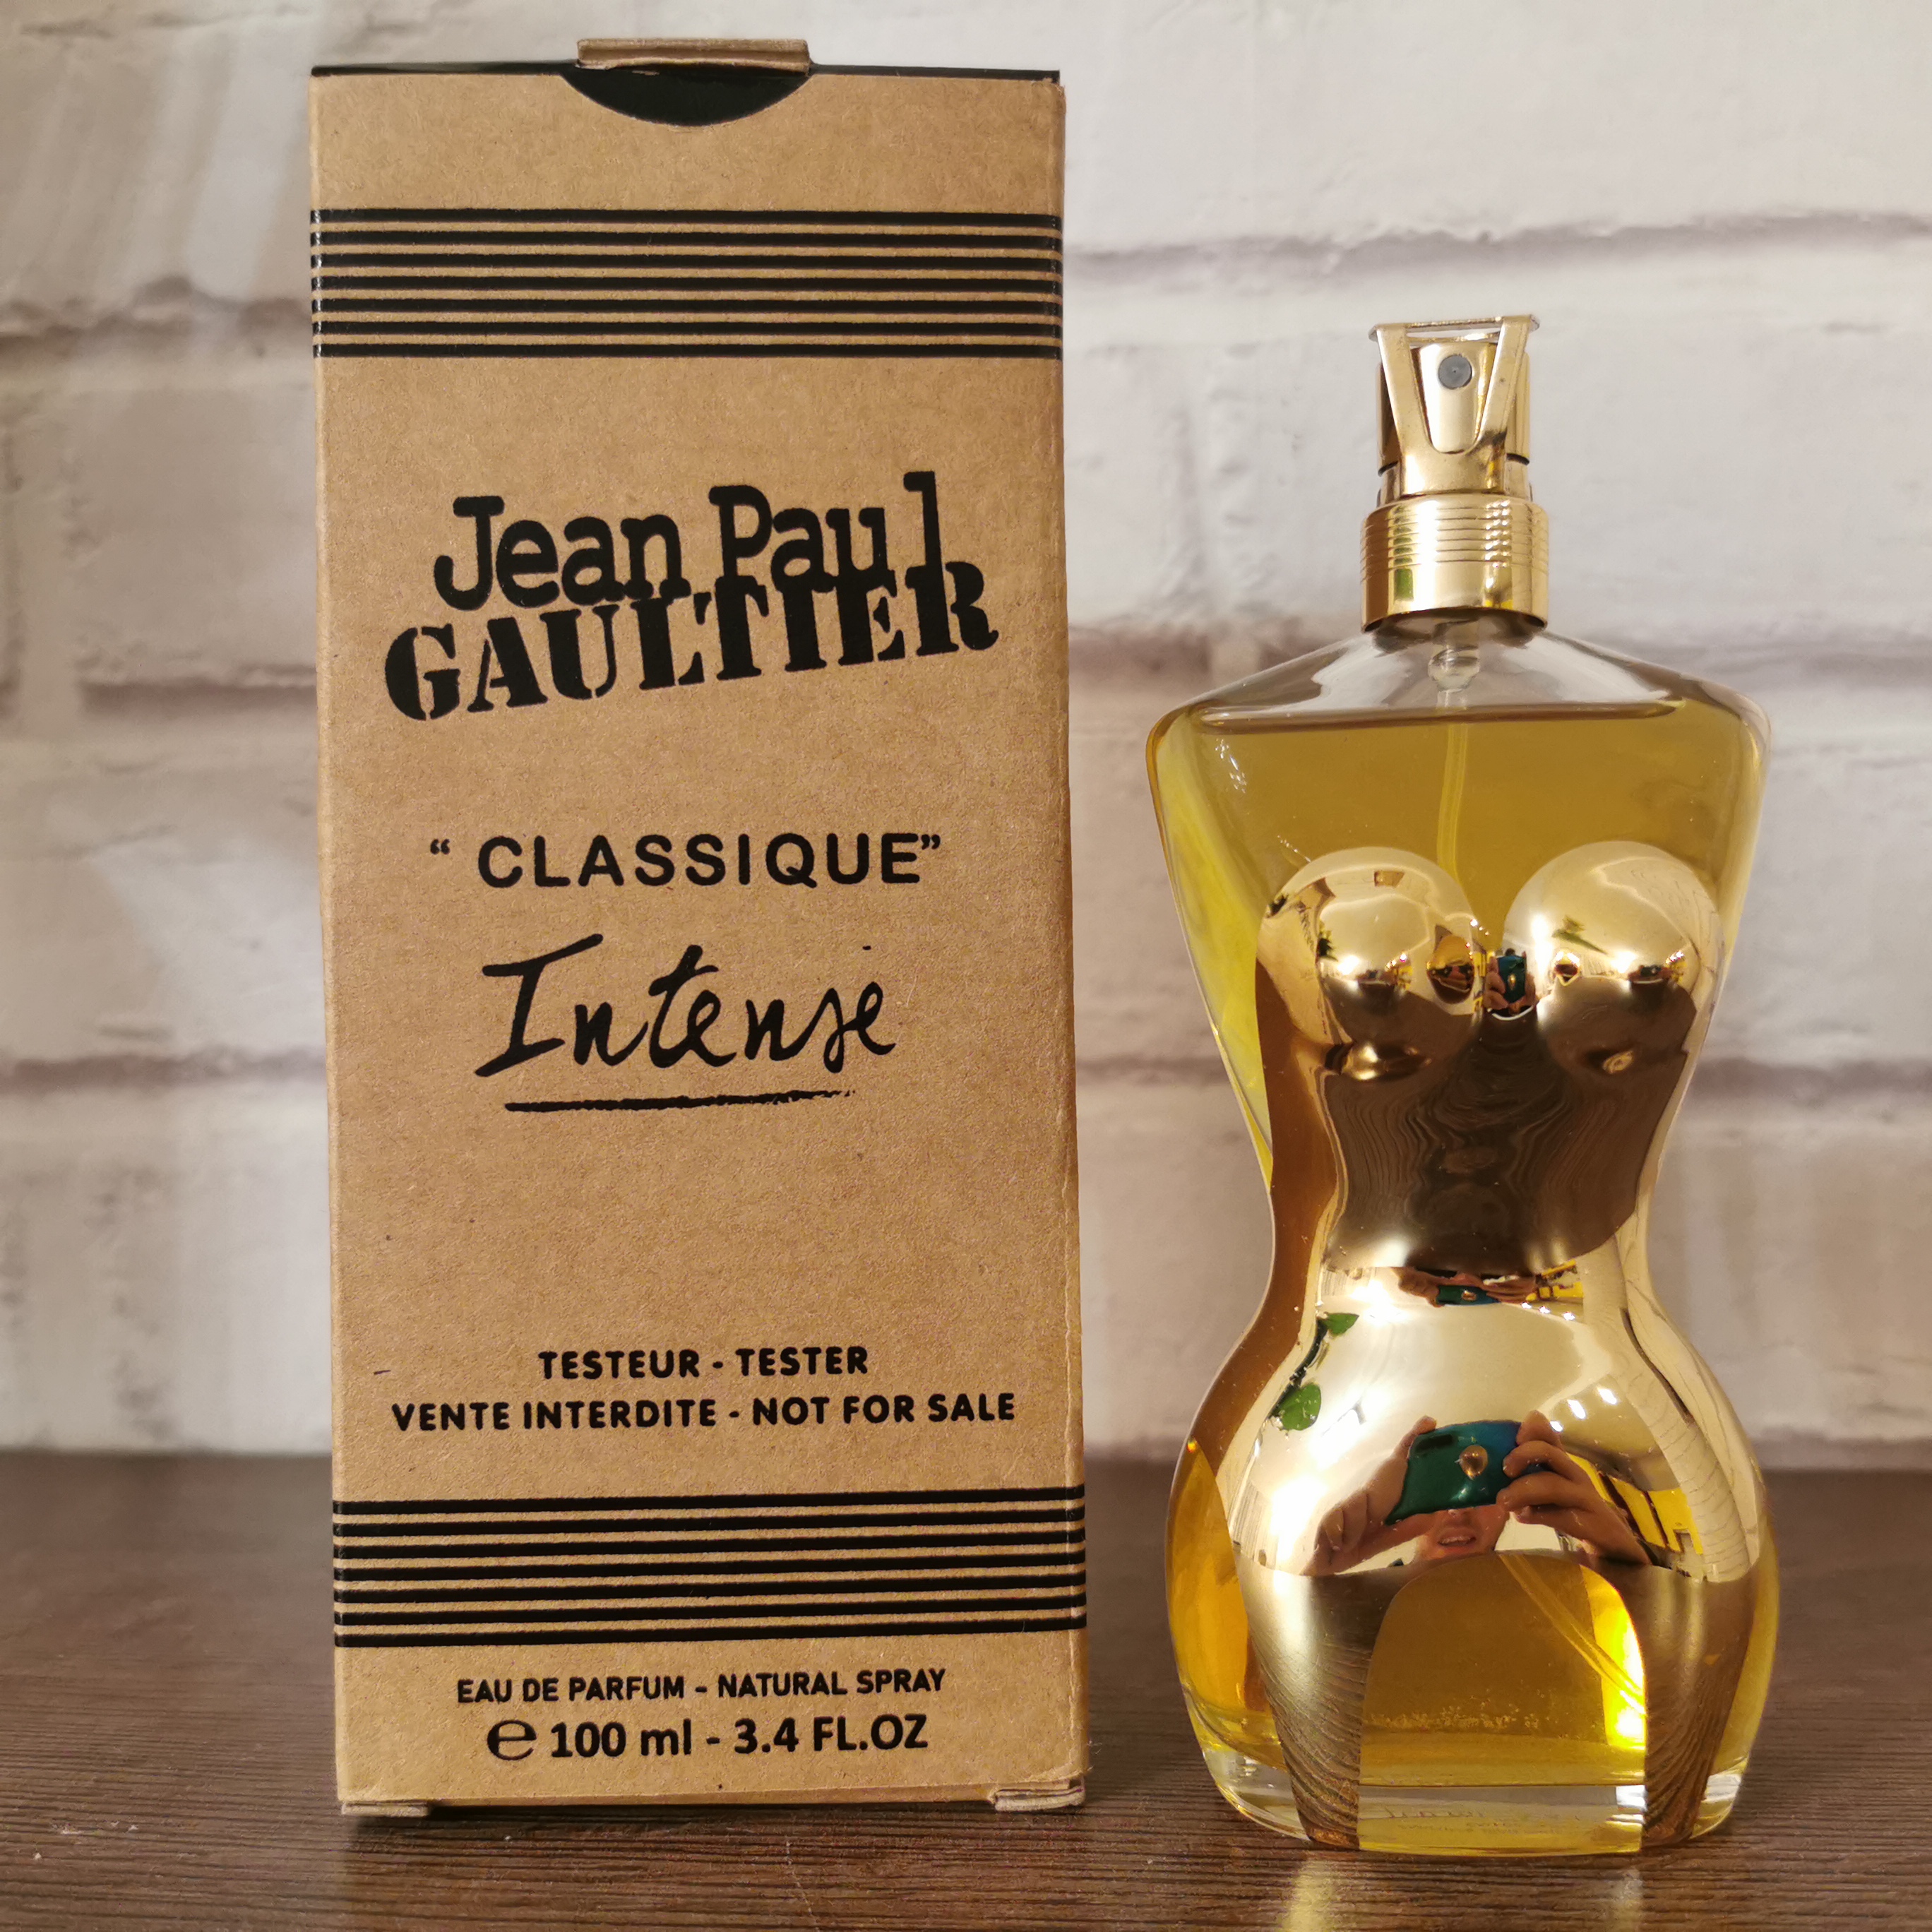 Jean Paul
GAULTIER
“ CLASSIQUE”
Intense
TESTEUR - TESTER
VENTE INTERDITE - NOT FOR SALE
EAU DE PARFUM - NATURAL SPRAY
℮ 100 ml - 3.4 FL.OZ